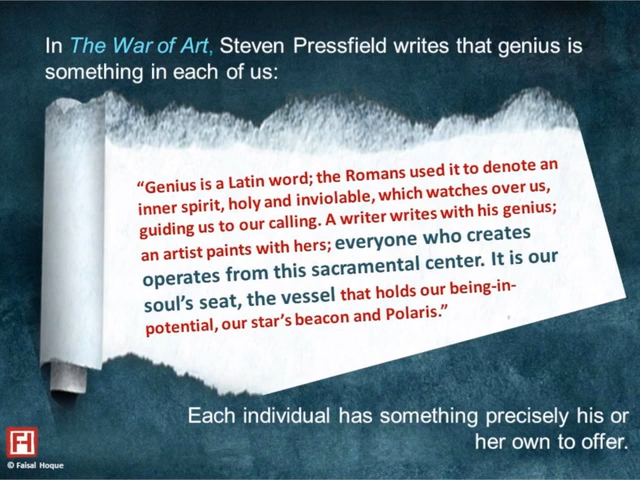 In The War of Art, Steven Pressfield writes that genius is
something in each of us:
“Genius is a Latin word; the Romans used it to denote an
inner spirit, holy and inviolable, which watches over us,
guiding us to our calling. A writer writes with his genius;
an artist paints with hers; everyone who creates
operates from this sacramental center. It is our
soul’s seat, the vessel that holds our being-in-
potential, our star’s beacon and Polaris.”
Each individual has something precisely his or
her own to offer.
FH
© Faisal Hoque